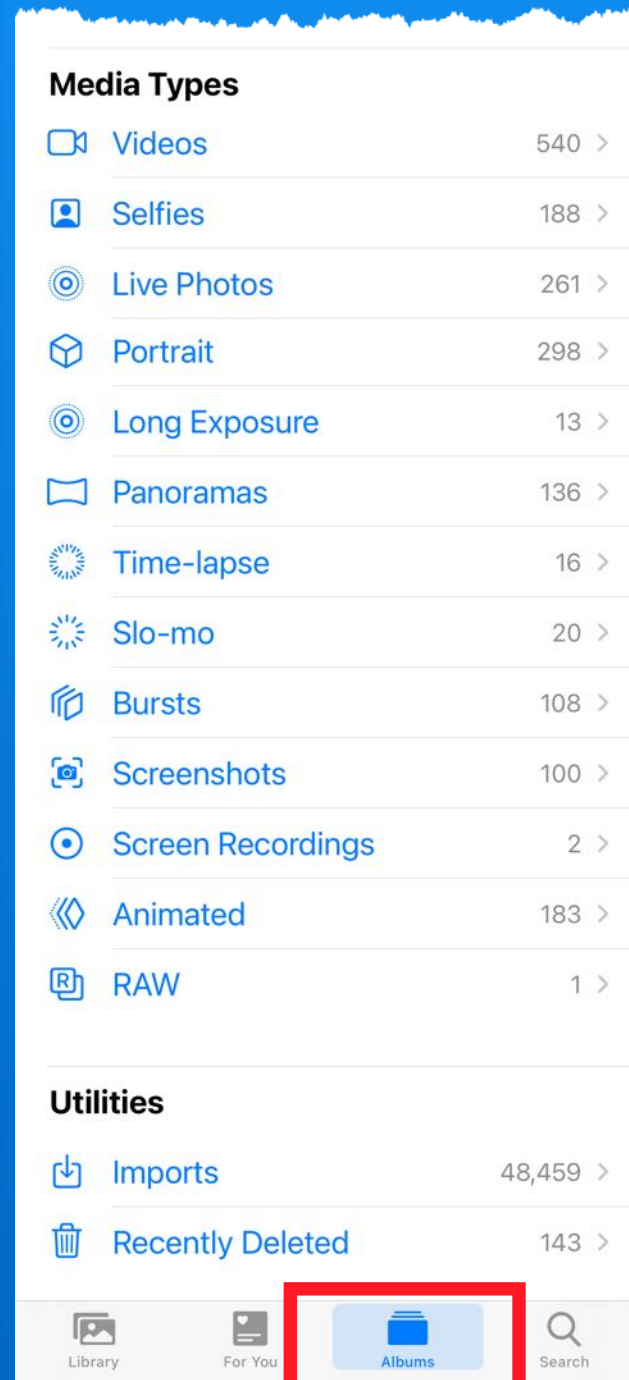 Media Types
Videos 540
Selfies 188
Live Photos 261
Portrait 298
Long Exposure 13
Panoramas 136
Time-lapse 16
Slo-mo 20
Bursts 108
Screenshots 100
Screen Recordings 2
Animated 183
RAW 1
Utilities
Imports 48,459
Recently Deleted 143
Library For You Albums Search